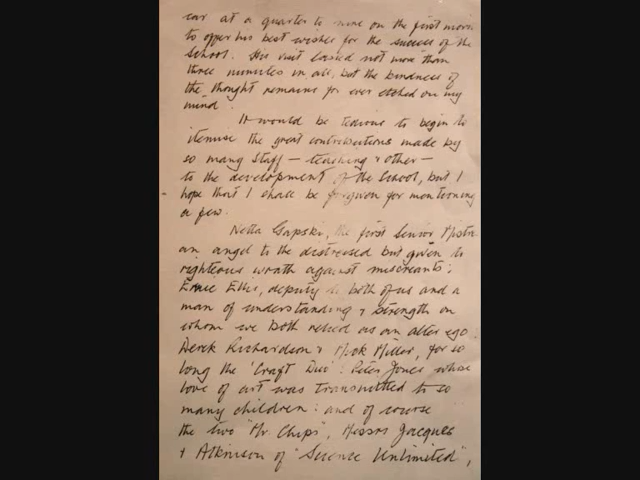 car at a quarter to nine on the first morn
to offer his best wishes for the success of the
School. His visit lasted not more than
three minutes in all, but the kindness of
the thought remains for ever etched on my
mind.
It would be tedious to begin to
itemise the great contributions made by
so many staff — teaching & other —
to the development of the School, but I
hope that I shall be forgiven for mentioning
a few.
Netta Gapski, the first Senior Mistr
an angel to the distressed but given to
righteous wrath against miscreants;
Ernie Ellis, deputy to both of us and a
man of understanding & strength on
whom we both relied as an alter ego
Derek Richardson & Mick Miller, for so
long the 'Craft Duo': Peter Jones whose
love of art was transmitted to so
many children: and of course
the two "Mr Chips", Messrs Jacques
& Atkinson of "Science Unlimited",